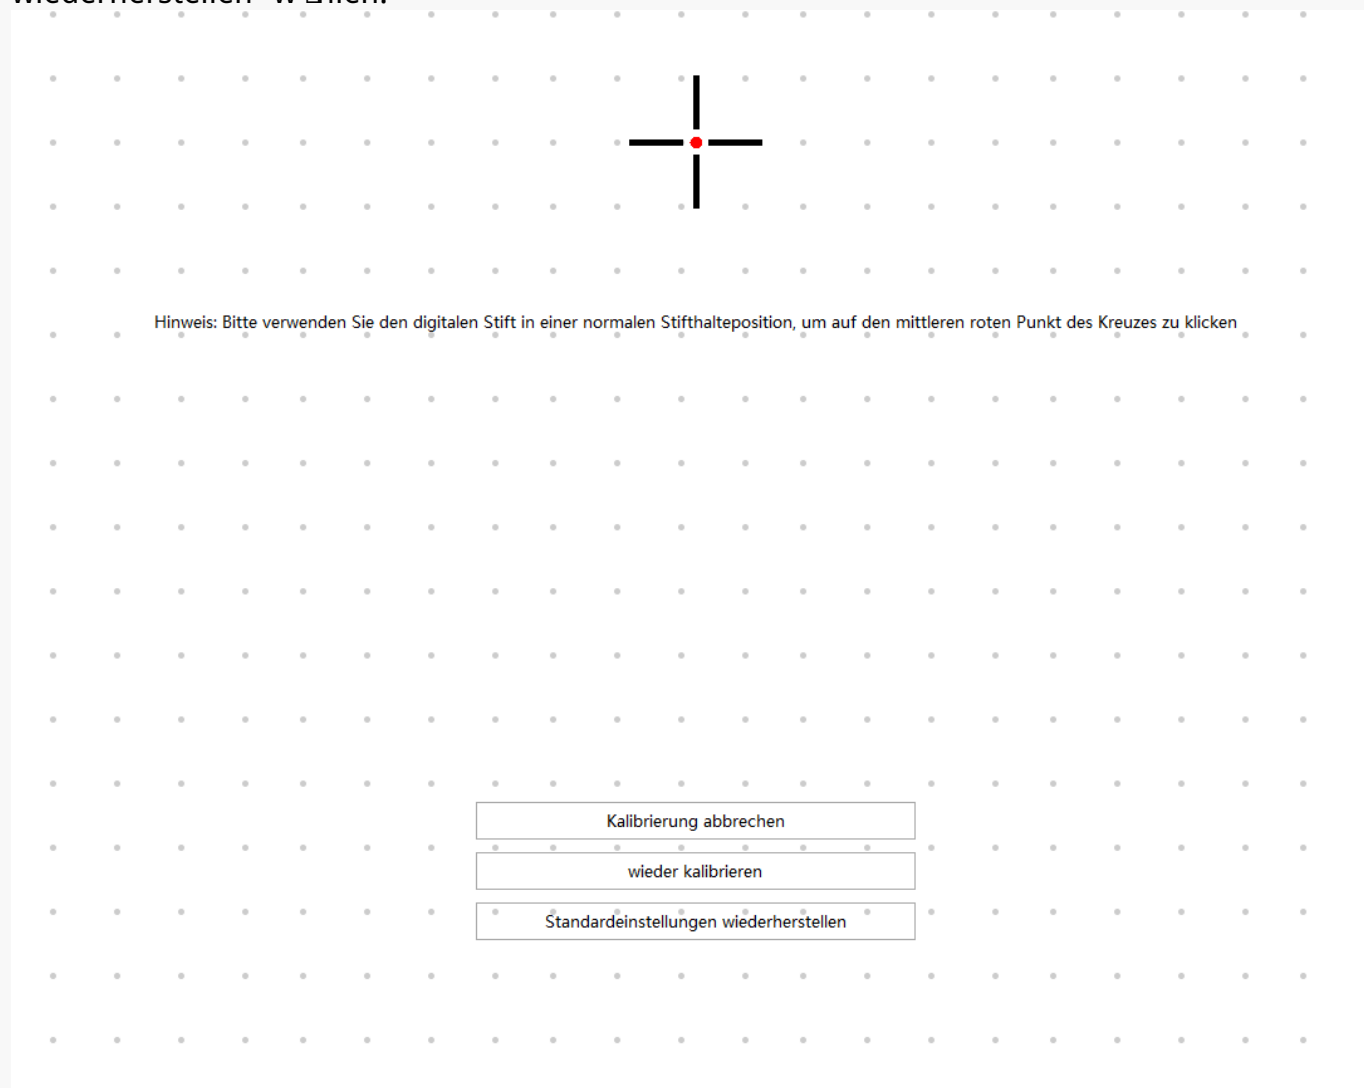 Hinweis: Bitte verwenden Sie den digitalen Stift in einer normalen Stifthalteposition, um auf den mittleren roten Punkt des Kreuzes zu klicken
Kalibrierung abbrechen
wieder kalibrieren
Standardeinstellungen wiederherstellen